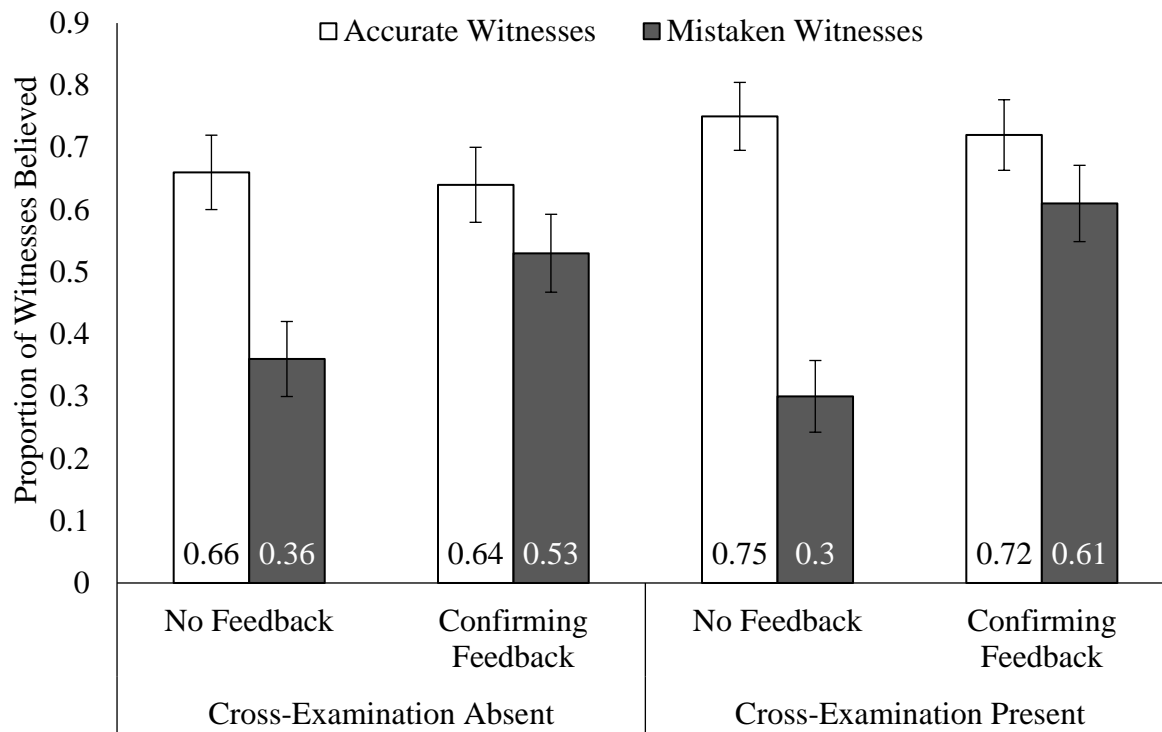 Accurate Witnesses Mistaken Witnesses
Proportion of Witnesses Believed
0.9
0.8
0.7
0.6
0.5
0.4
0.3
0.2
0.1
0
0.66 0.36 0.64 0.53 0.75 0.3 0.72 0.61
No Feedback
Confirming
Feedback
No Feedback
Confirming
Feedback
Cross-Examination Absent
Cross-Examination Present